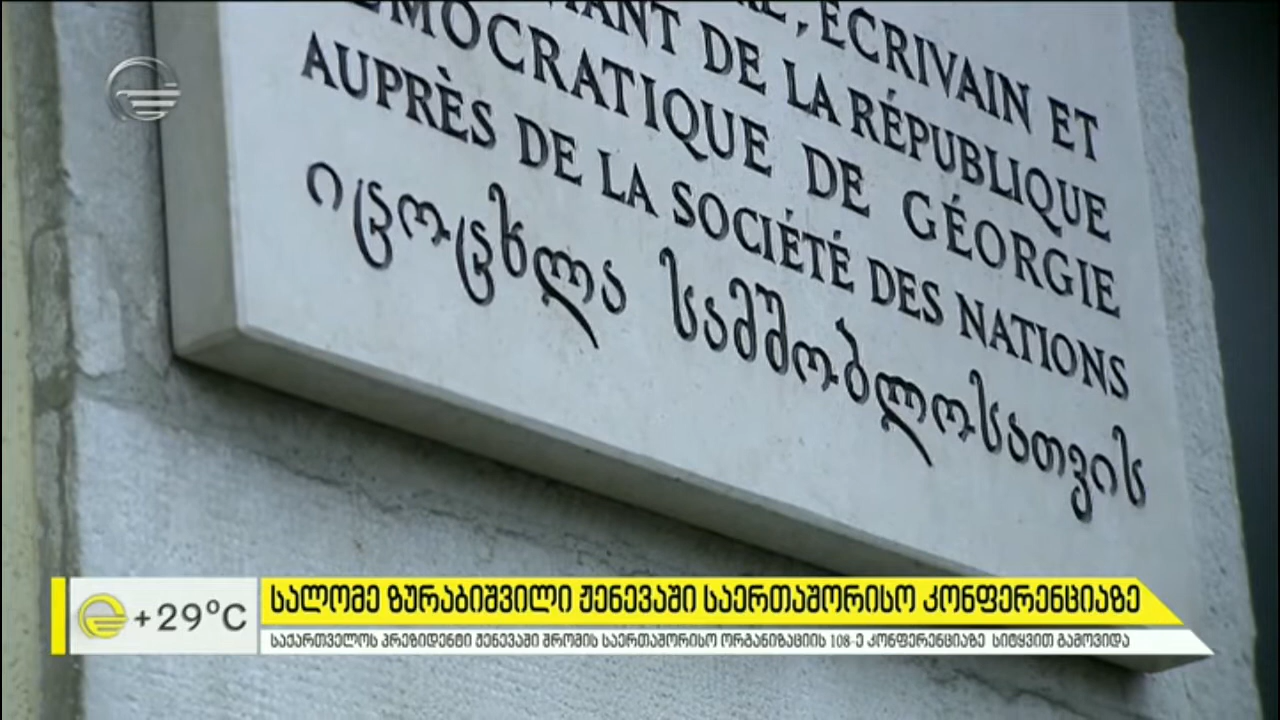 ÉCRIVAIN ET
DE LA RÉPUBLIQUE
DÉMOCRATIQUE DE GÉORGIE
AUPRÈS DE LA SOCIÉTÉ DES NATIONS
იცოცხლა სამშობლოსათვის
+29°C
სალომე ზურაბიშვილი ჟენევაში საერთაშორისო კონფერენციაზე
საქართველოს პრეზიდენტი ჟენევაში შრომის საერთაშორისო ორგანიზაციის 108-ე კონფერენციაზე სიტყვით გამოვიდა